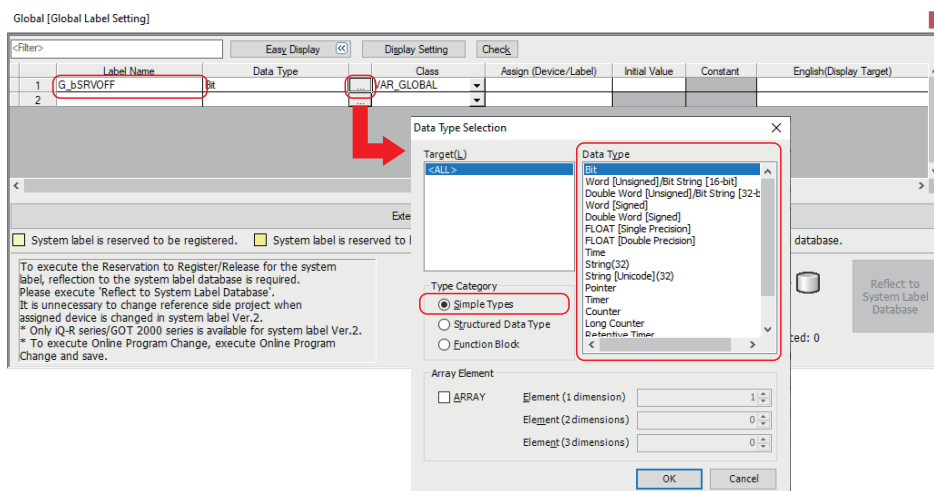 Global [Global Label Setting]
<Filter>
Easy Display
Display Setting
Check
Label Name Data Type Class Assign (Device/Label) Initial Value Constant English(Display Target)
1 G_bSRVOFF Bit ... VAR_GLOBAL
2 ...
Data Type Selection
Target(L)
<ALL>
Data Type
Bit
Word [Unsigned]/Bit String [16-bit]
Double Word [Unsigned]/Bit String [32-b
Word [Signed]
Double Word [Signed]
FLOAT [Single Precision]
FLOAT [Double Precision]
Time
String(32)
String [Unicode](32)
Pointer
Timer
Counter
Long Counter
Retentive Timer
Type Category
Simple Types
Structured Data Type
Function Block
Array Element
ARRAY
Element (1 dimension) 1
Element (2 dimensions) 0
Element (3 dimensions) 0
OK
Cancel
Exte
System label is reserved to be registered.
System label is reserved to
database.
To execute the Reservation to Register/Release for the system
label, reflection to the system label database is required.
Please execute 'Reflect to System Label Database'.
It is unnecessary to change reference side project when
assigned device is changed in system label Ver.2.
* Only iQ-R series/GOT 2000 series is available for system label Ver.2.
* To execute Online Program Change, execute Online Program
Change and save.
Reflect to
System Label
Database
ted: 0